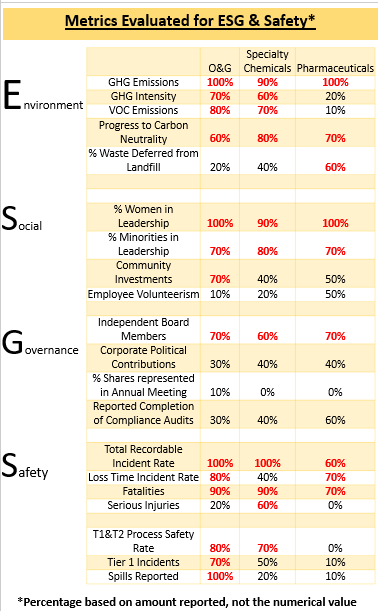 Metrics Evaluated for ESG & Safety*
Specialty
O&G Chemicals Pharmaceuticals
Environment
GHG Emissions 100% 90% 100%
GHG Intensity 70% 60% 20%
VOC Emissions 80% 70% 10%
Progress to Carbon
Neutrality 60% 80% 70%
% Waste Deferred from
Landfill 20% 40% 60%
Social
% Women in
Leadership 100% 90% 100%
% Minorities in
Leadership 70% 80% 70%
Community
Investments 70% 40% 50%
Employee Volunteerism 10% 20% 50%
Governance
Independent Board
Members 70% 60% 70%
Corporate Political
Contributions 30% 40% 40%
% Shares represented
in Annual Meeting 10% 0% 0%
Reported Completion
of Compliance Audits 30% 40% 60%
Safety
Total Recordable
Incident Rate 100% 100% 60%
Loss Time Incident Rate 80% 40% 70%
Fatalities 90% 90% 70%
Serious Injuries 20% 60% 0%
T1&T2 Process Safety
Rate 80% 70% 0%
Tier 1 Incidents 70% 50% 10%
Spills Reported 100% 20% 10%
*Percentage based on amount reported, not the numerical value